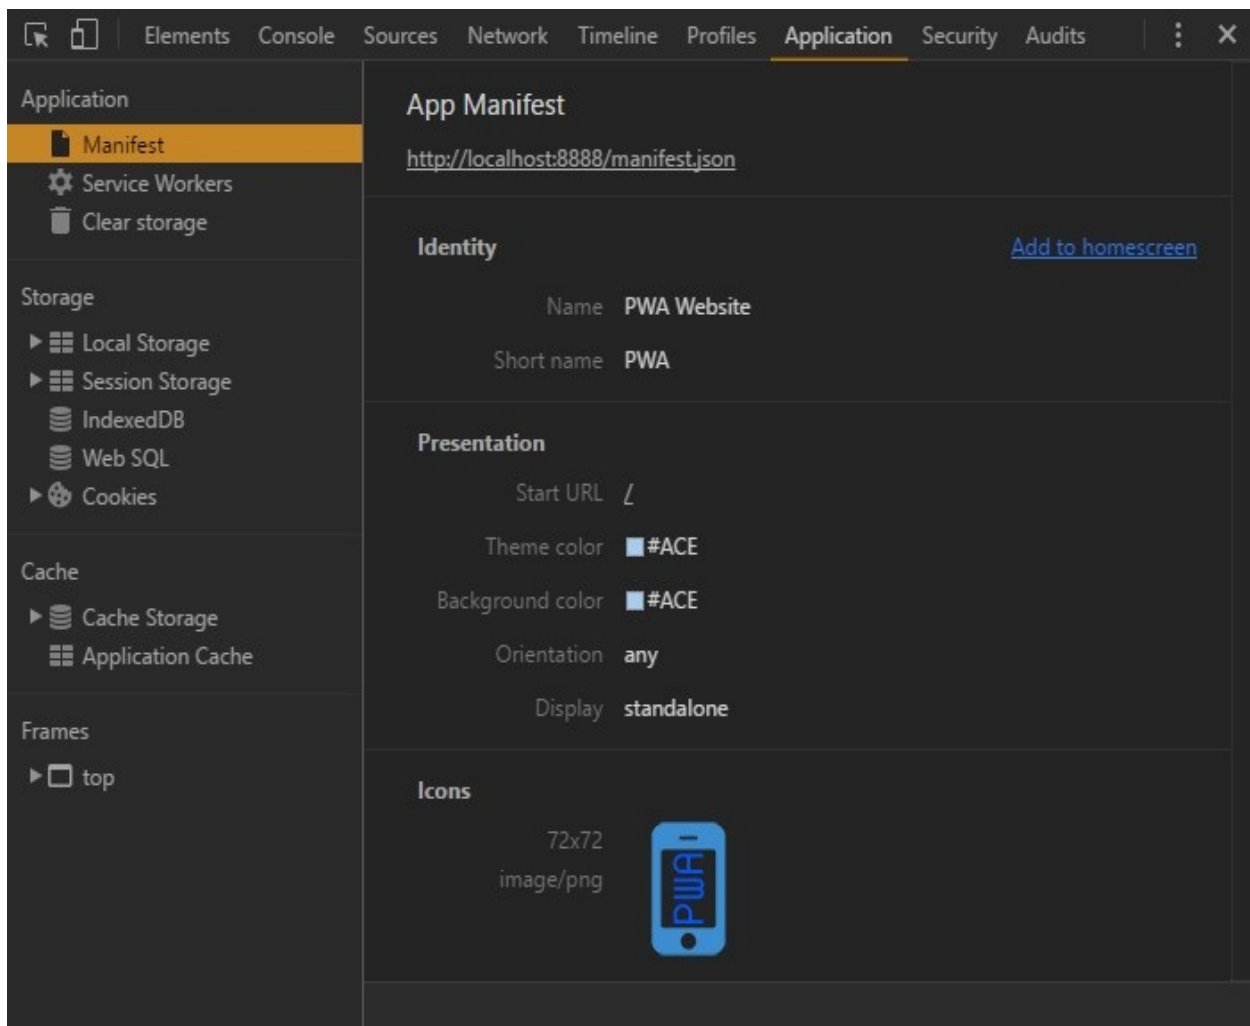 Elements Console Sources Network Timeline Profiles Application Security Audits
Application
Manifest
Service Workers
Clear storage
Storage
Local Storage
Session Storage
IndexedDB
Web SQL
Cookies
Cache
Cache Storage
Application Cache
Frames
top
App Manifest
http://localhost:8888/manifest.json
Identity Add to homescreen
Name PWA Website
Short name PWA
Presentation
Start URL /
Theme color #ACE
Background color #ACE
Orientation any
Display standalone
Icons
72x72
image/png
PWA